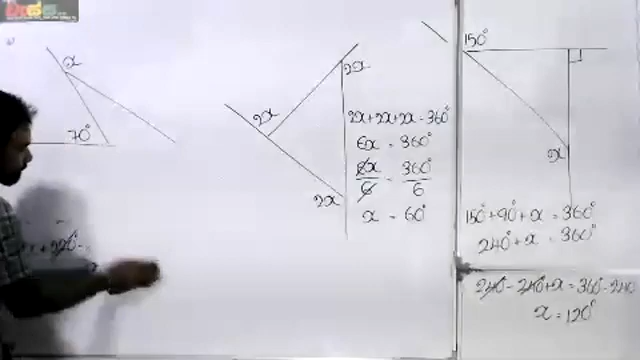 x
70°
2x
2x
2x
2x+2x+2x = 360°
6x = 360°
6x = 360°
6 6
x = 60°
150°
x
150°+90°+x = 360°
240°+x = 360°
240°-240°+x = 360°-240
x = 120°